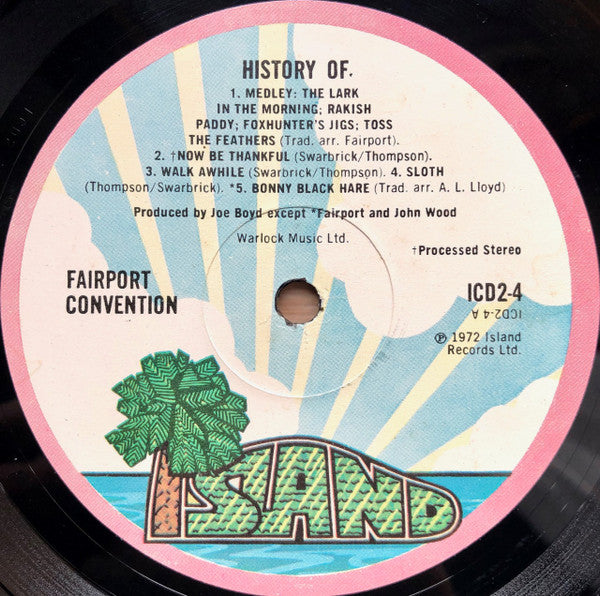 HISTORY OF.
1. MEDLEY: THE LARK
IN THE MORNING; RAKISH
PADDY; FOXHUNTER'S JIGS; TOSS
THE FEATHERS (Trad. arr. Fairport).
2. †NOW BE THANKFUL (Swarbrick/Thompson).
3. WALK AWHILE (Swarbrick/Thompson). 4. SLOTH
(Thompson/Swarbrick). *5. BONNY BLACK HARE (Trad. arr. A. L. Lloyd)
Produced by Joe Boyd except *Fairport and John Wood
Warlock Music Ltd.
†Processed Stereo
FAIRPORT
CONVENTION
ICD2-4
ICD2-4 A
℗ 1972 Island
Records Ltd.
ISLAND